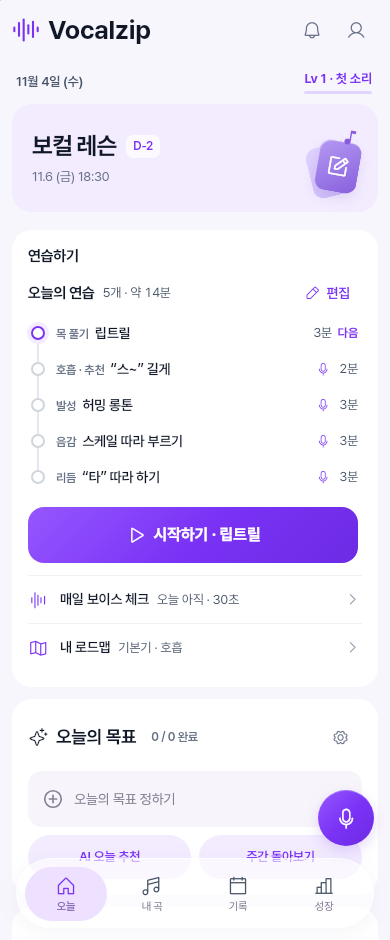 Vocalzip
11월 4일 (수)
Lv 1 · 첫 소리
보컬 레슨 D-2
11.6 (금) 18:30
연습하기
오늘의 연습 5개 · 약 14분 편집
목 풀기 립트릴 3분 다음
호흡 · 추천 “스~” 길게 2분
발성 허밍 롱톤 3분
음감 스케일 따라 부르기 3분
리듬 “타” 따라 하기 3분
시작하기 · 립트릴
매일 보이스 체크 오늘 아직 · 30초
내 로드맵 기본기 · 호흡
오늘의 목표 0 / 0 완료
오늘의 목표 정하기
AI 오늘 추천 주간 돌아보기
오늘 내 곡 기록 성장